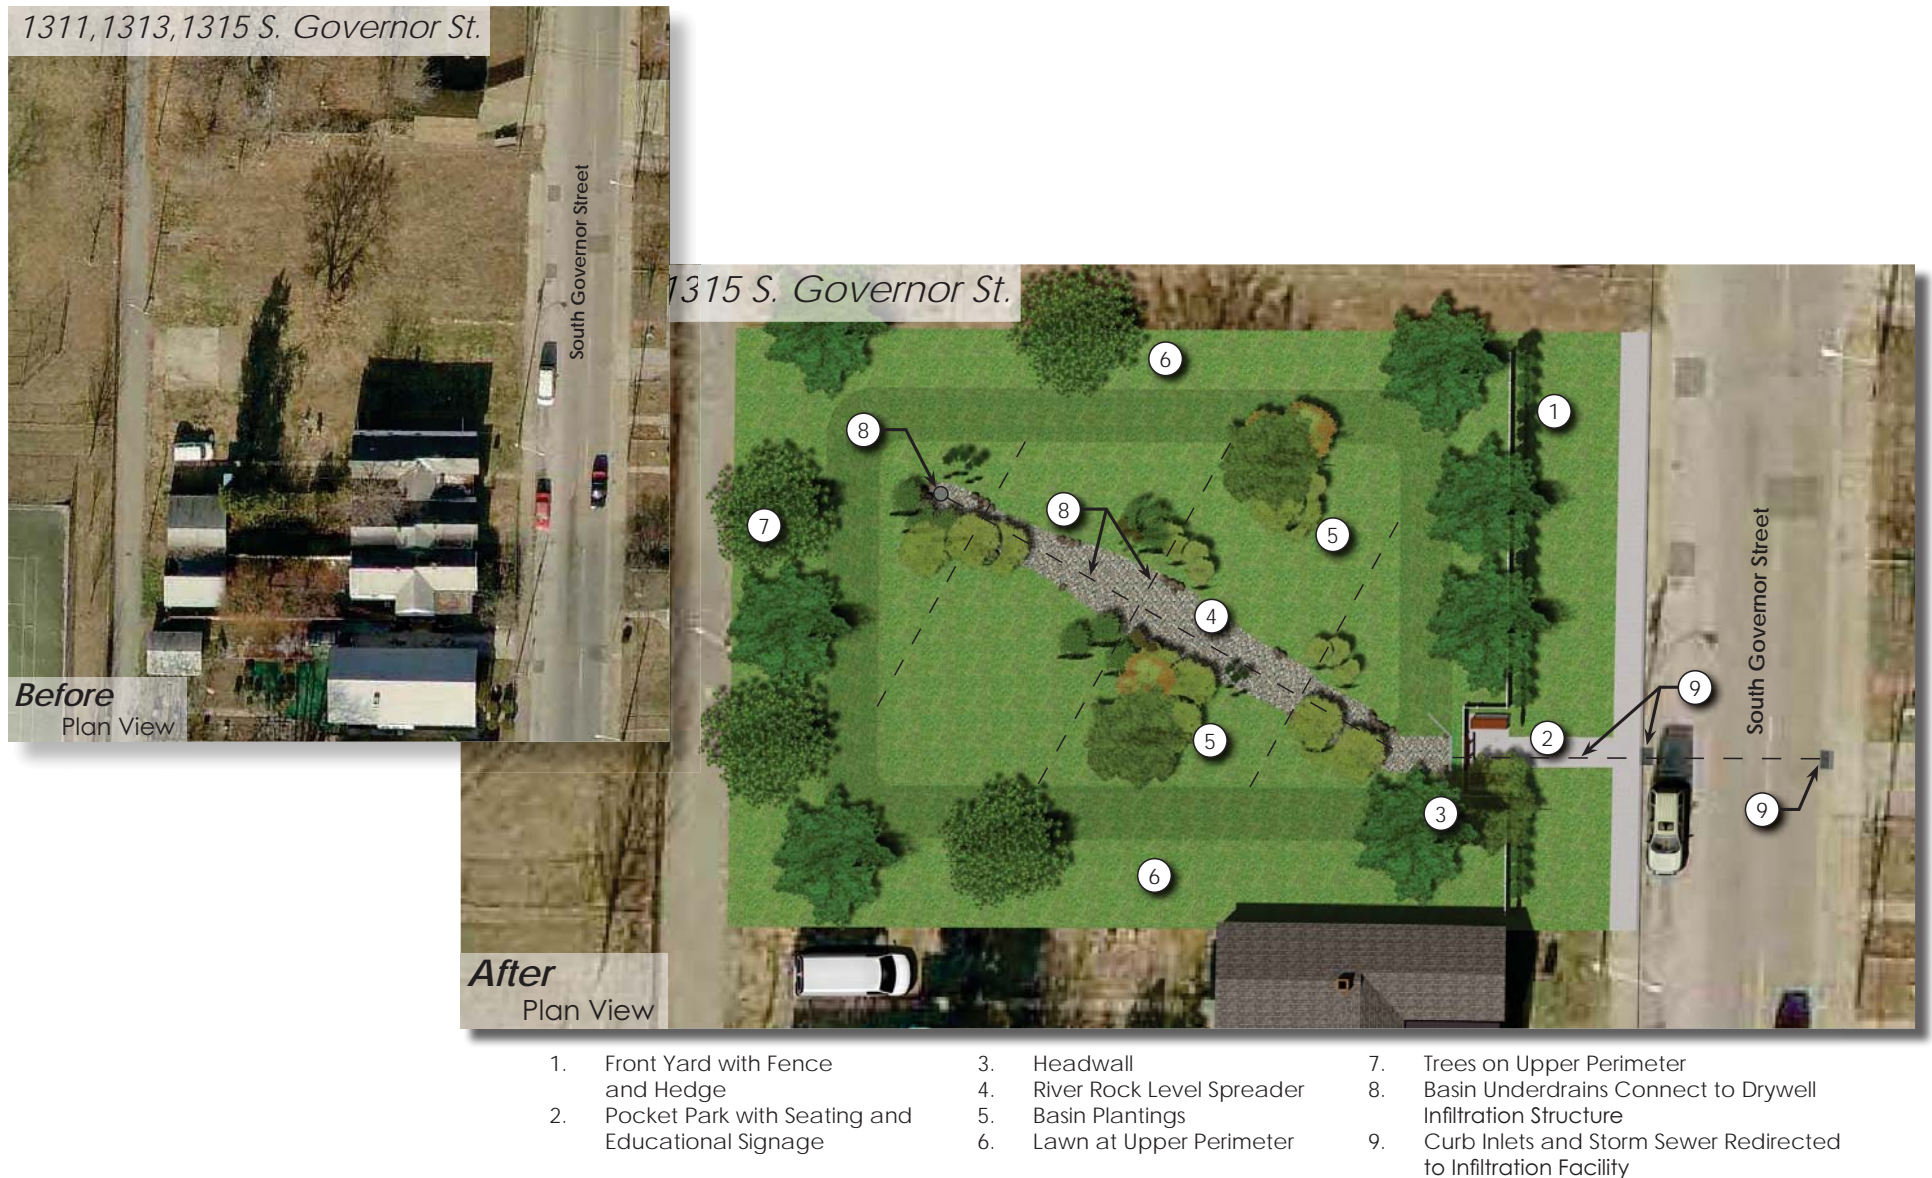 1311,1313,1315 S. Governor St.
South Governor Street
Before
Plan View
1315 S. Governor St.
6
1
8
8
7
5
4
South Governor Street
9
5
2
9
3
6
After
Plan View
1. Front Yard with Fence
and Hedge
2. Pocket Park with Seating and
Educational Signage
3. Headwall
4. River Rock Level Spreader
5. Basin Plantings
6. Lawn at Upper Perimeter
7. Trees on Upper Perimeter
8. Basin Underdrains Connect to Drywell
Infiltration Structure
9. Curb Inlets and Storm Sewer Redirected
to Infiltration Facility